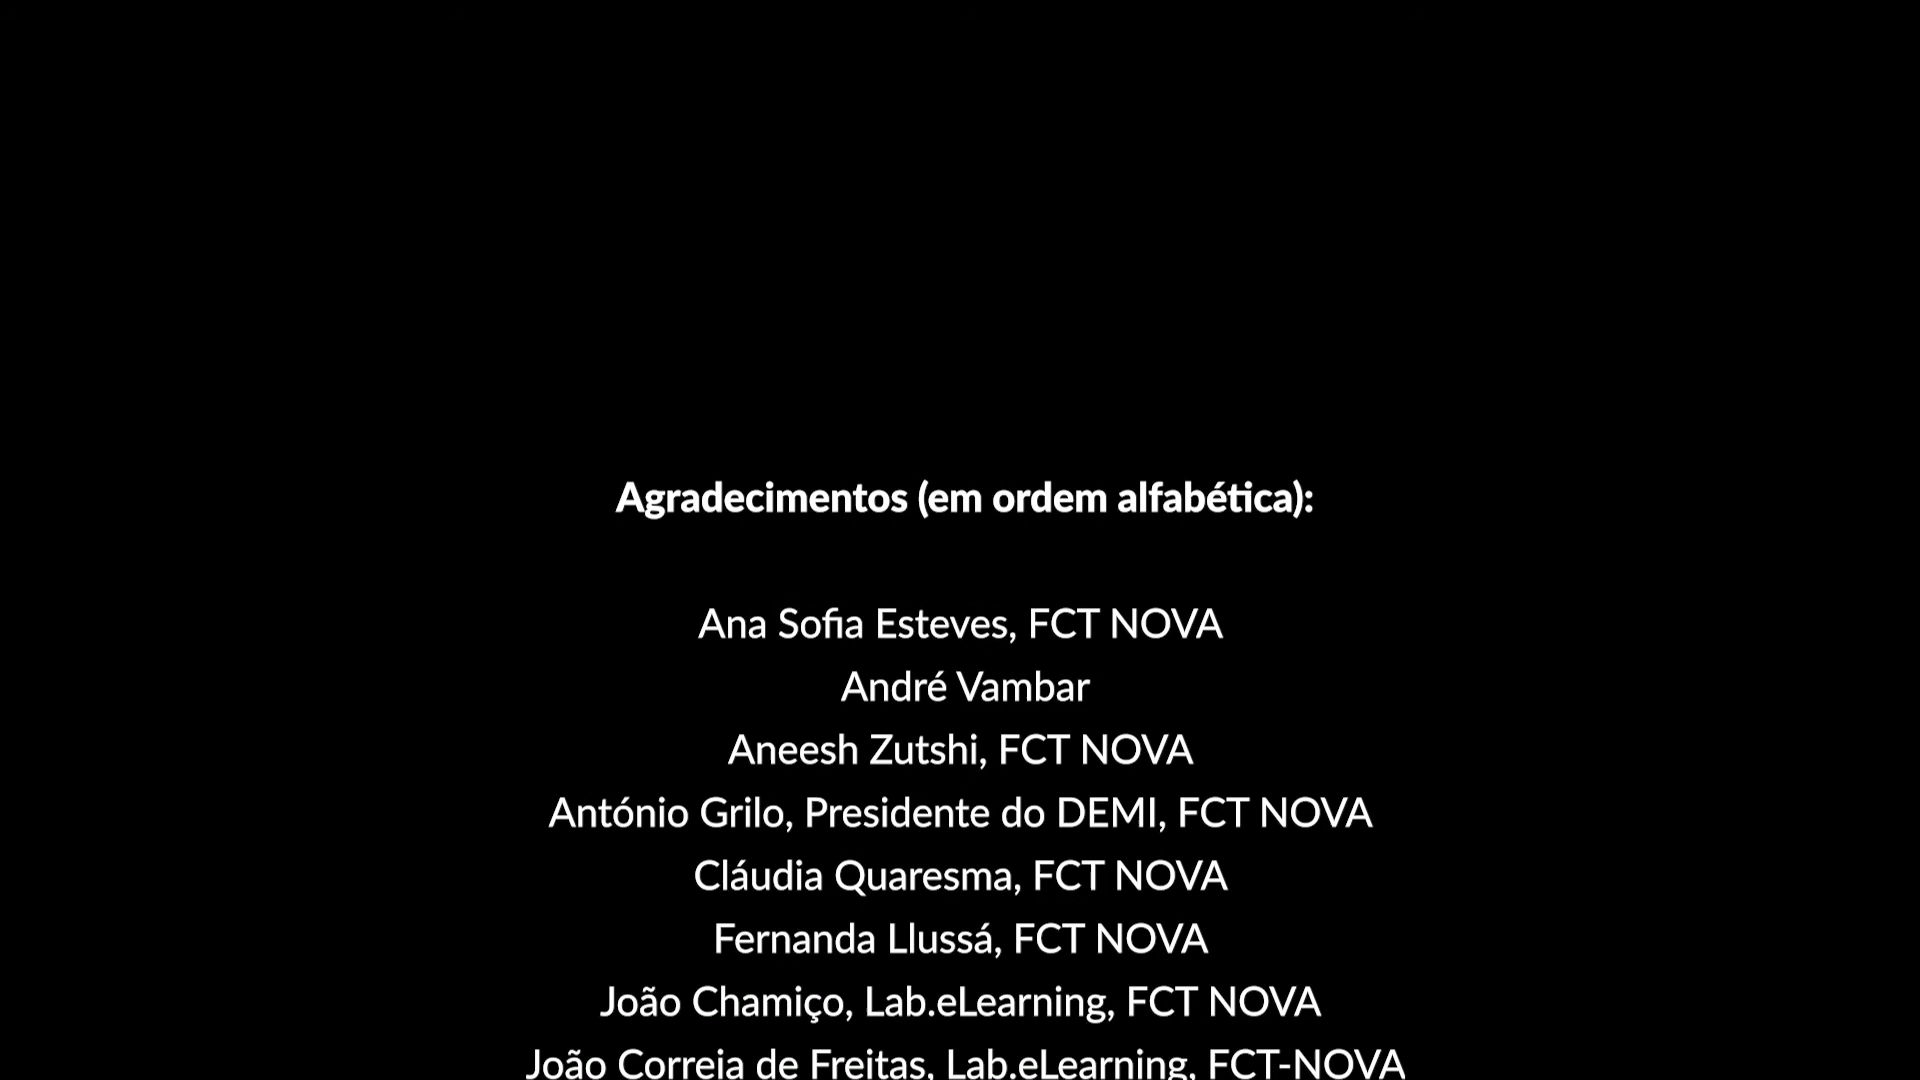 Agradecimentos (em ordem alfabética):
Ana Sofia Esteves, FCT NOVA
André Vambar
Aneesh Zutshi, FCT NOVA
António Grilo, Presidente do DEMI, FCT NOVA
Cláudia Quaresma, FCT NOVA
Fernanda Llussá, FCT NOVA
João Chamiço, Lab.eLearning, FCT NOVA
João Correia de Freitas, Lab.eLearning, FCT-NOVA